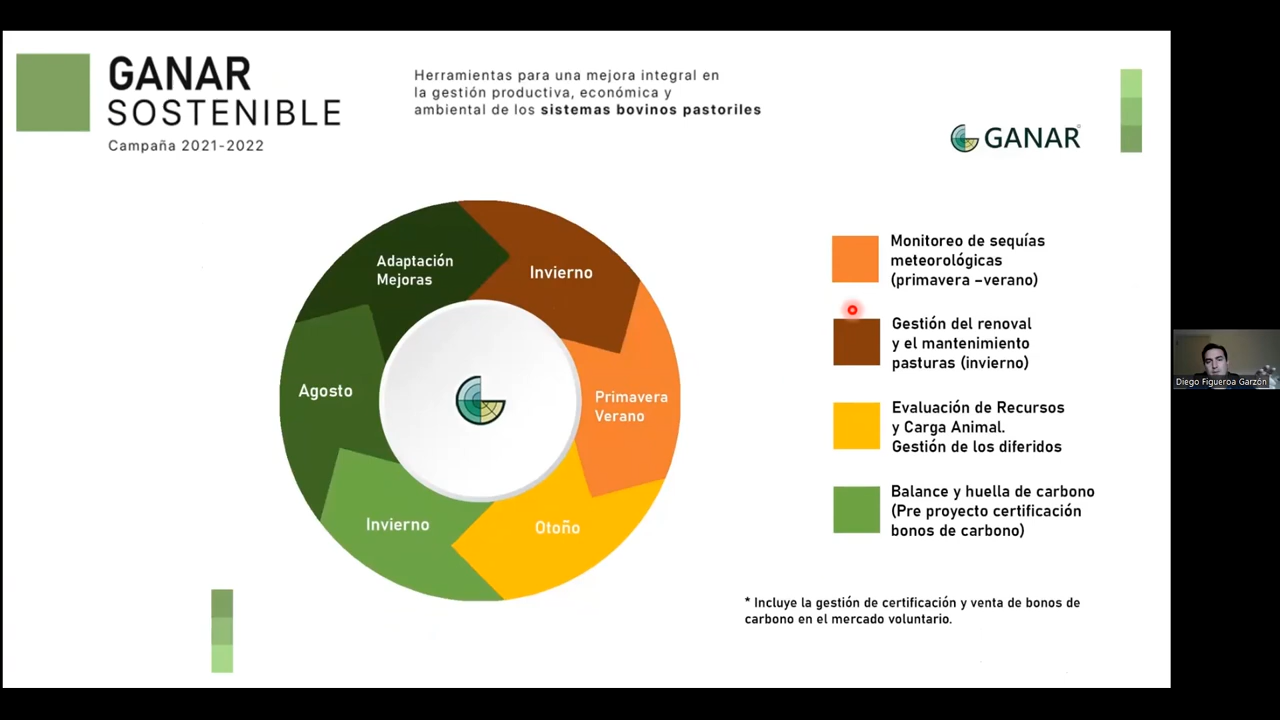 GANAR
SOSTENIBLE
Campaña 2021-2022
Herramientas para una mejora integral en
la gestión productiva, económica y
ambiental de los sistemas bovinos pastoriles
GANAR
Adaptación
Mejoras
Invierno
Agosto
Primavera
Verano
Invierno
Otoño
Monitoreo de sequías
meteorológicas
(primavera –verano)
Gestión del renoval
y el mantenimiento
pasturas (invierno)
Evaluación de Recursos
y Carga Animal.
Gestión de los diferidos
Balance y huella de carbono
(Pre proyecto certificación
bonos de carbono)
* Incluye la gestión de certificación y venta de bonos de
carbono en el mercado voluntario.
Diego Figueroa Garzón